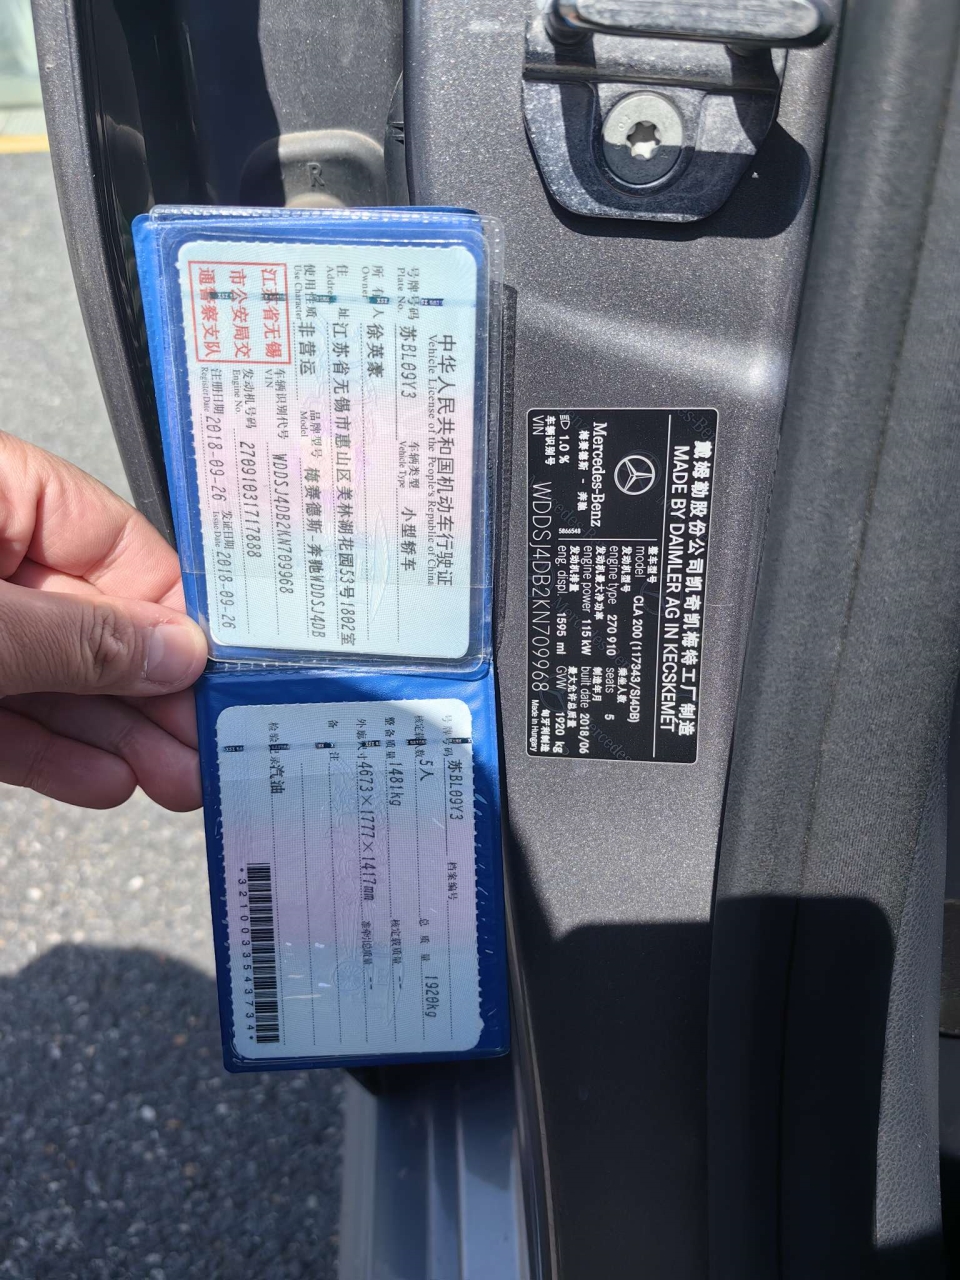 R
中华人民共和国机动车行驶证
Vehicle License of the People's Republic of China
号牌号码 苏BL09Y3 车辆类型 小型轿车
Plate No. Vehicle Type
所有人 徐英豪
Owner
住址 江苏省无锡市惠山区美林湖花园53号1802室
Address
使用性质 非营运 品牌型号 梅赛德斯-奔驰WDDSJ4DB
Use Character Model
江苏省无锡
市公安局交
通警察支队
车辆识别代号 WDDSJ4DB2KN709968
VIN
发动机号码 27091031717888
Engine No.
注册日期 2018-09-26 发证日期 2018-09-26
Register Date Issue Date
号牌号码 苏BL09Y3 档案编号
核定载人数 5人 总质量 1920kg
整备质量 1481kg 核定载质量 --
外廓尺寸 4673×1777×1417mm 准牵引总质量 --
备注
检验记录 汽油
*3210033543734*
戴姆勒股份公司凯奇凯梅特工厂制造
MADE BY DAIMLER AG IN KECSKEMET
Mercedes-Benz
梅赛德斯 - 奔驰
5866548
整车型号
model CLA 200 (117343/SJ4DB)
发动机型号 乘坐人数
engine type 270 910 seats 5
发动机最大净功率 制造年月
engine power 115 kW built date 2018/06
发动机排量 最大允许总质量
eng. displ. 1595 ml GVW 1920 kg
1.0 %
车辆识别号
VIN WDDSJ4DB2KN709968
匈牙利制造
Made in Hungary